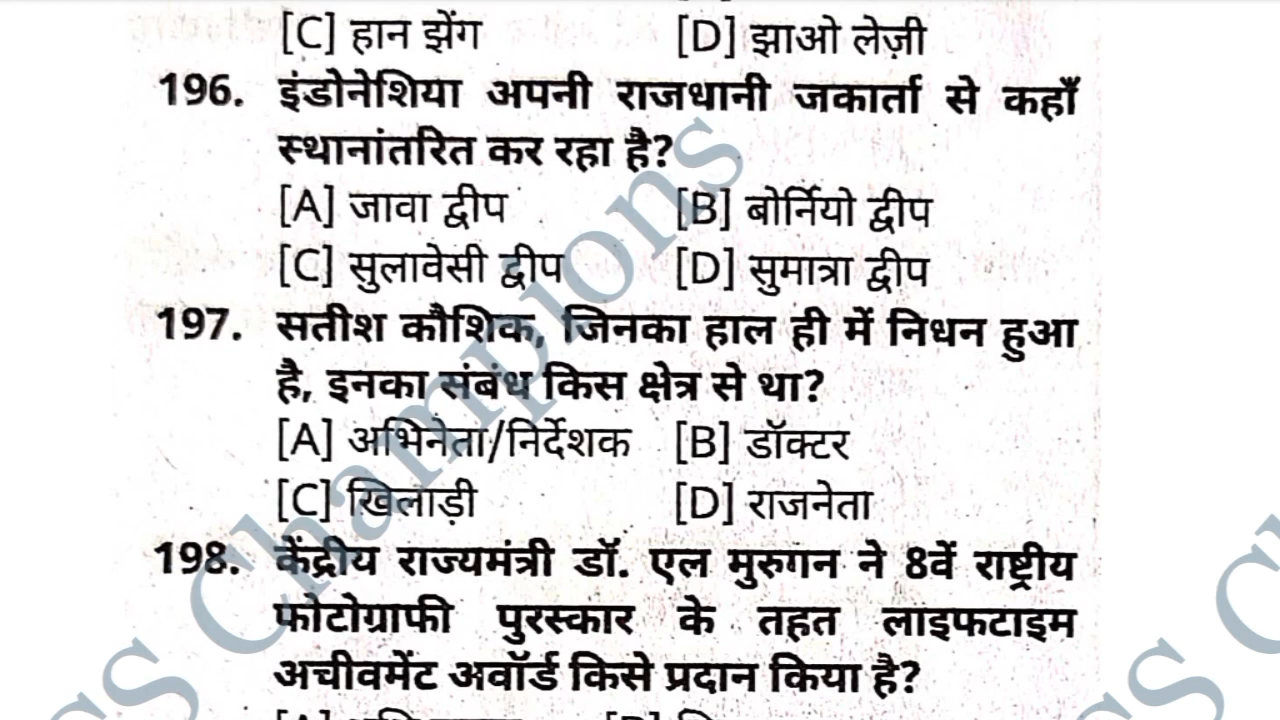 [C] हान झेंग [D] झाओ लेज़ी
196. इंडोनेशिया अपनी राजधानी जकार्ता से कहाँ
स्थानांतरित कर रहा है?
[A] जावा द्वीप [B] बोर्नियो द्वीप
[C] सुलावेसी द्वीप [D] सुमात्रा द्वीप
197. सतीश कौशिक, जिनका हाल ही में निधन हुआ
है, इनका संबंध किस क्षेत्र से था?
[A] अभिनेता/निर्देशक [B] डॉक्टर
[C] खिलाड़ी [D] राजनेता
198. केंद्रीय राज्यमंत्री डॉ. एल मुरुगन ने 8वें राष्ट्रीय
फोटोग्राफी पुरस्कार के तहत लाइफटाइम
अचीवमेंट अवॉर्ड किसे प्रदान किया है?
Champions